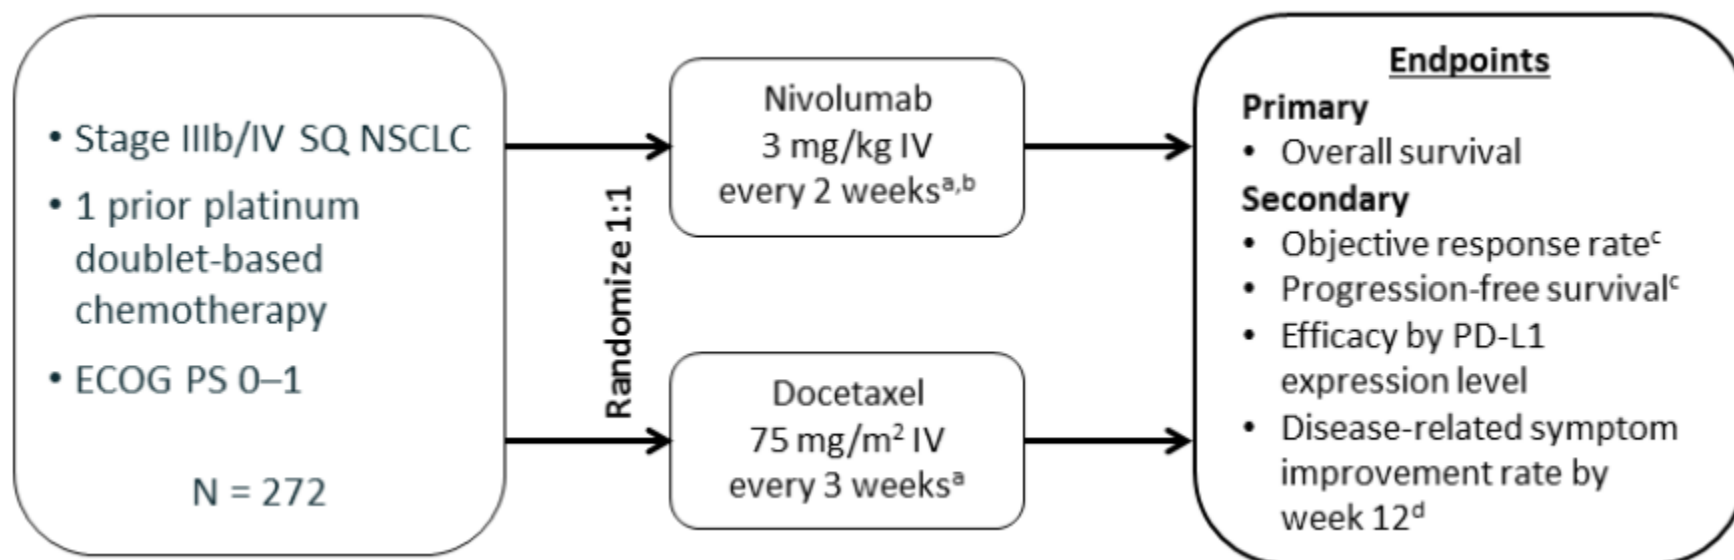 • Stage IIIb/IV SQ NSCLC
• 1 prior platinum
doublet-based
chemotherapy
• ECOG PS 0–1
N = 272
Randomize 1:1
Nivolumab
3 mg/kg IV
every 2 weeksᵃ,ᵇ
Docetaxel
75 mg/m² IV
every 3 weeksᵃ
Endpoints
Primary
• Overall survival
Secondary
• Objective response rateᶜ
• Progression-free survivalᶜ
• Efficacy by PD-L1
expression level
• Disease-related symptom
improvement rate by
week 12ᵈ